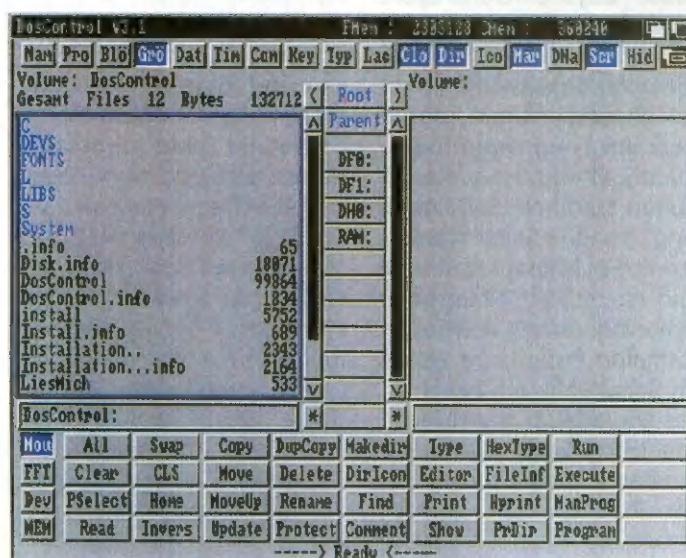 DosControl V3.1 FMem : CMem : 560240
Nam Pro Blö Grö Dat Tim Com Key Typ Lac Clo Dir Ico Mar DMa Scr Hid
Volume: DosControl Volume:
Gesamt Files 12 Bytes 132712 < Root >
Parent
C
DEVS
FONTS
L
LIBS
S
System
.info 65
Disk.info 18071
DosControl 99864
DosControl.info 1834
install 5752
Install.info 689
Installation.. 2343
Installation...info 2164
LiesMich 533
DF0:
DF1:
DH0:
RAM:
DosControl: * *
Mou All Swap Copy DupCopy Makedir Type HexType Run
FFT Clear CLS Move Delete DirIcon Editor FileInf Execute
Dev PSelect Home MoveUp Rename Find Print Hprint ManProg
MEM Read Invers Update Protect Comment Show PrDir Program
-----> Ready <-----